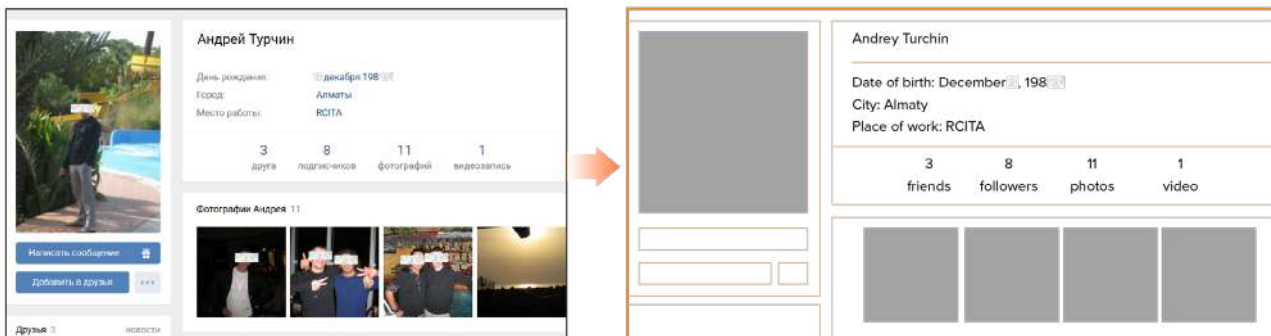 Андрей Турчин
День рождения: декабря 198
Город: Алматы
Место работы: RCITA
3 8 11 1
друга подписчиков фотографий видеозапись
Фотографии Андрея 11
Написать сообщение
Добавить в друзья
Друзья 3 новости
Andrey Turchin
Date of birth: December , 198
City: Almaty
Place of work: RCITA
3 8 11 1
friends followers photos video